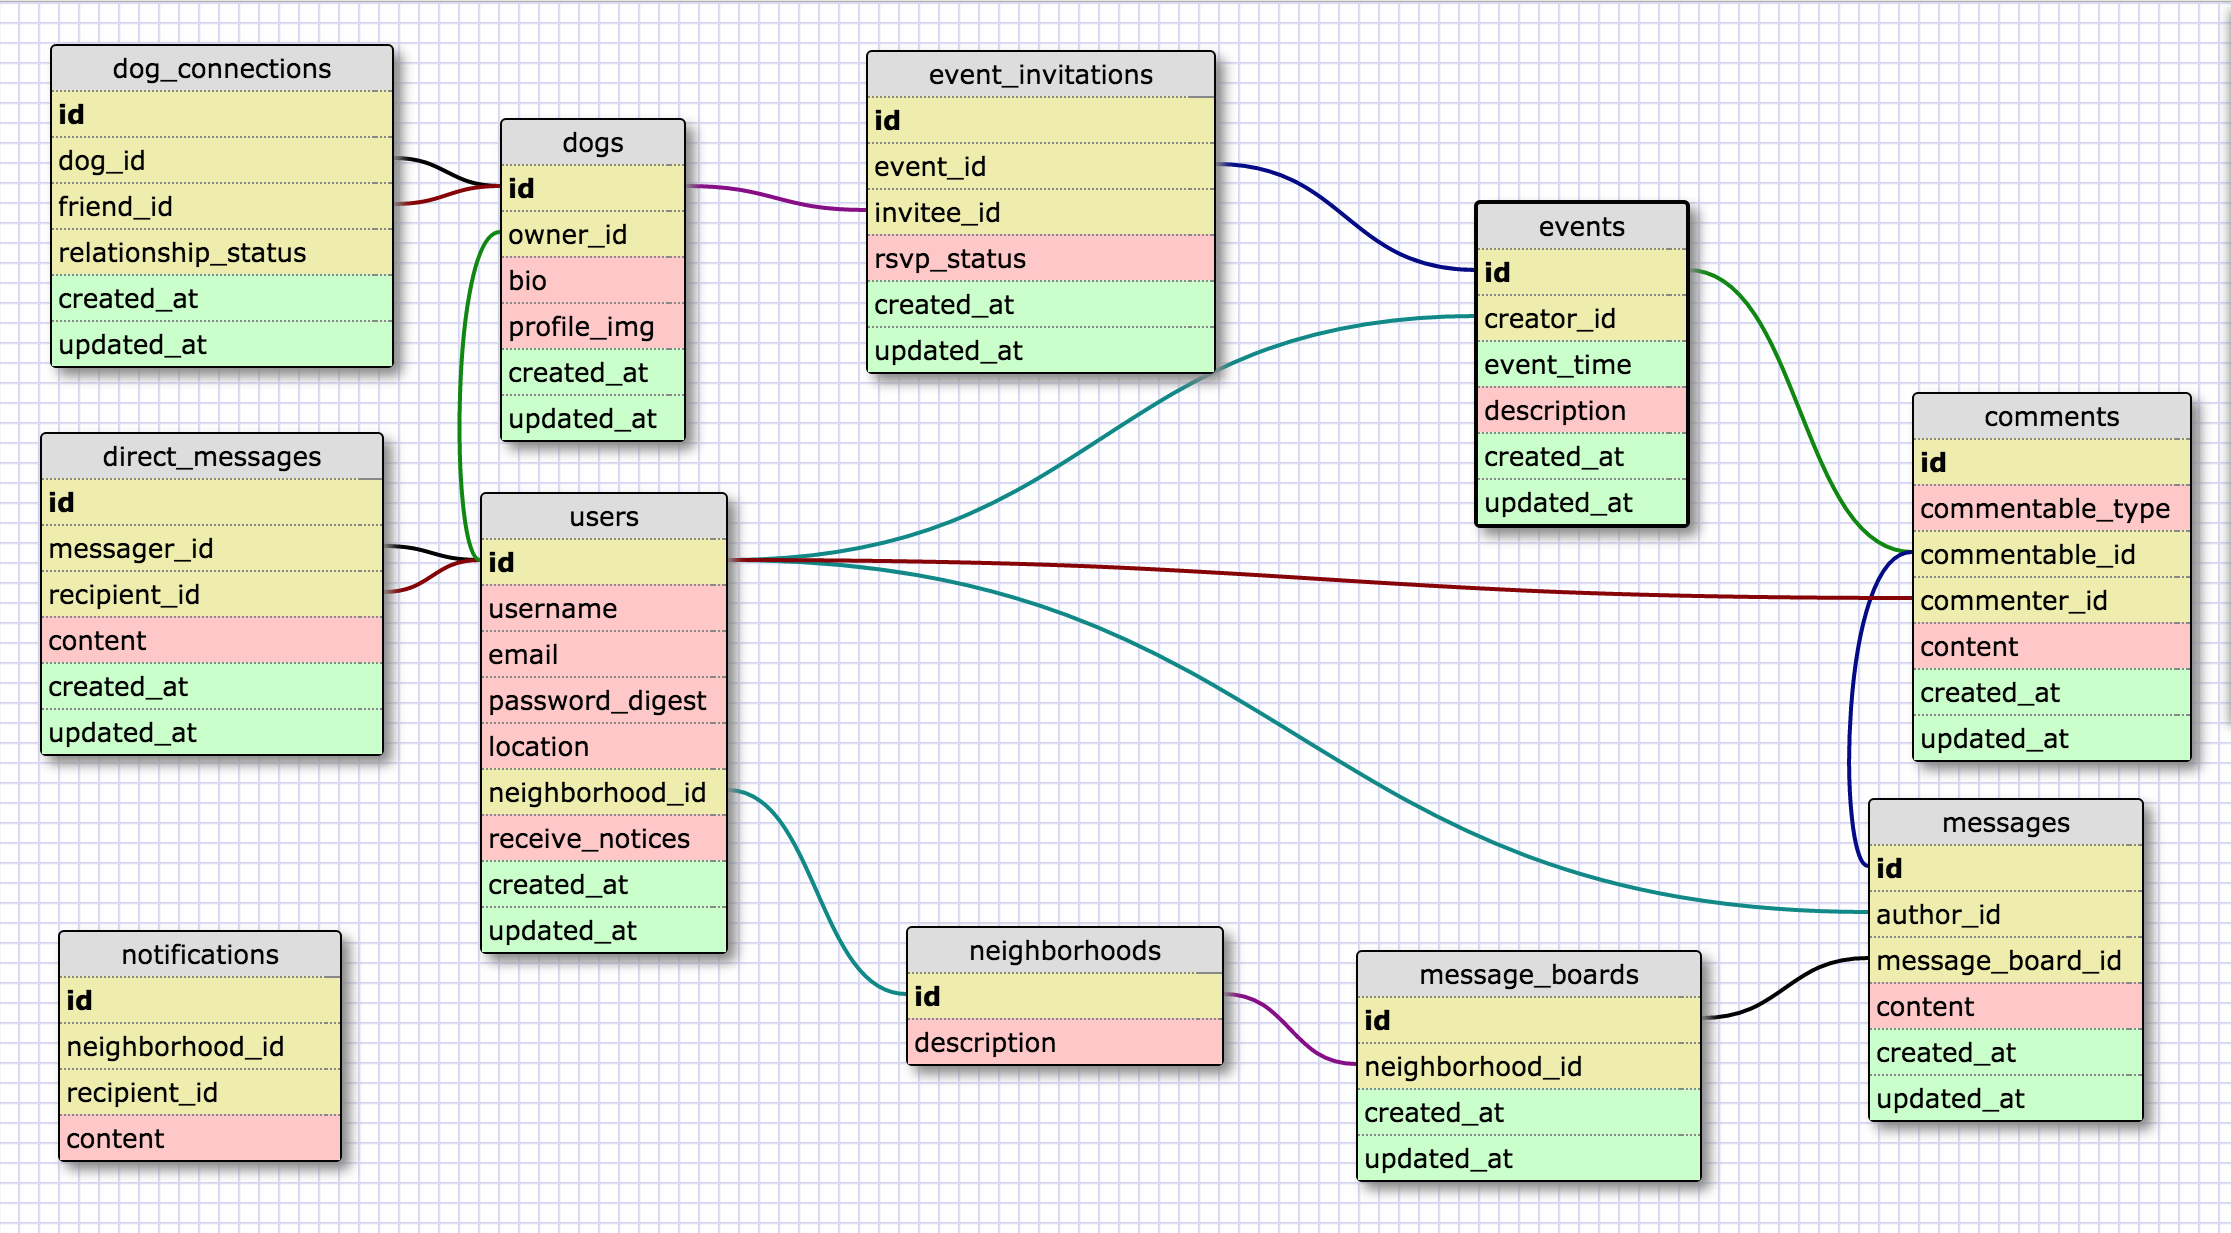 dog_connections
id
dog_id
friend_id
relationship_status
created_at
updated_at
dogs
id
owner_id
bio
profile_img
created_at
updated_at
event_invitations
id
event_id
invitee_id
rsvp_status
created_at
updated_at
events
id
creator_id
event_time
description
created_at
updated_at
comments
id
commentable_type
commentable_id
commenter_id
content
created_at
updated_at
direct_messages
id
messager_id
recipient_id
content
created_at
updated_at
users
id
username
email
password_digest
location
neighborhood_id
receive_notices
created_at
updated_at
messages
id
author_id
message_board_id
content
created_at
updated_at
notifications
id
neighborhood_id
recipient_id
content
neighborhoods
id
description
message_boards
id
neighborhood_id
created_at
updated_at